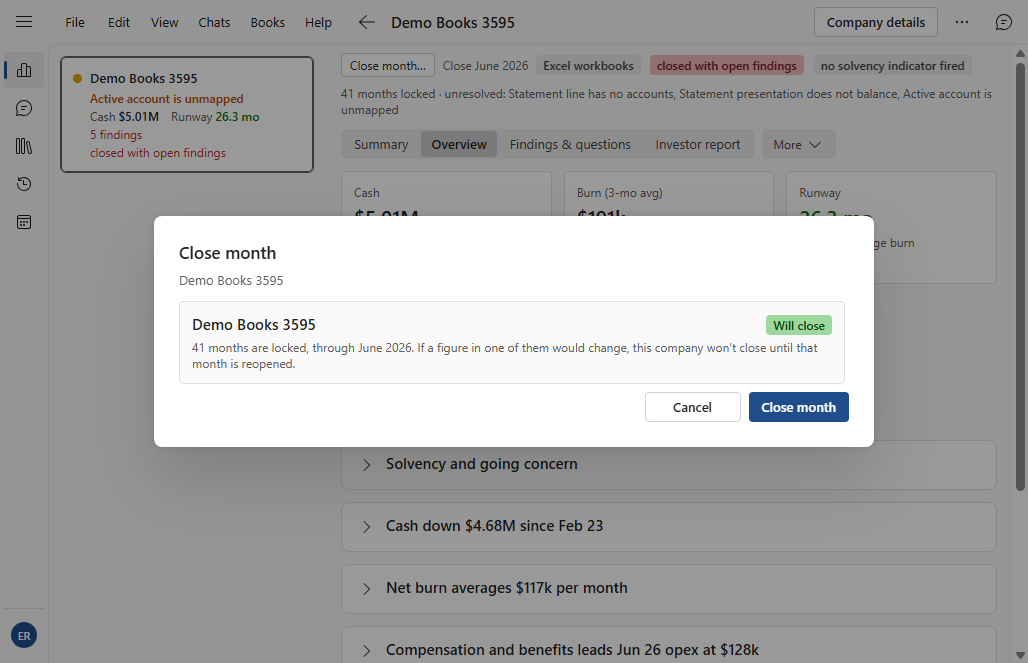 File Edit View Chats Books Help Demo Books 3595 Company details
Demo Books 3595
Active account is unmapped
Cash $5.01M Runway 26.3 mo
5 findings
closed with open findings
Close month... Close June 2026 Excel workbooks closed with open findings no solvency indicator fired
41 months locked · unresolved: Statement line has no accounts, Statement presentation does not balance, Active account is
unmapped
Summary Overview Findings & questions Investor report More
Cash Burn (3-mo avg) Runway
Close month
Demo Books 3595
Demo Books 3595 Will close
41 months are locked, through June 2026. If a figure in one of them would change, this company won't close until that
month is reopened.
Cancel Close month
Solvency and going concern
Cash down $4.68M since Feb 23
Net burn averages $117k per month
Compensation and benefits leads Jun 26 opex at $128k
ER